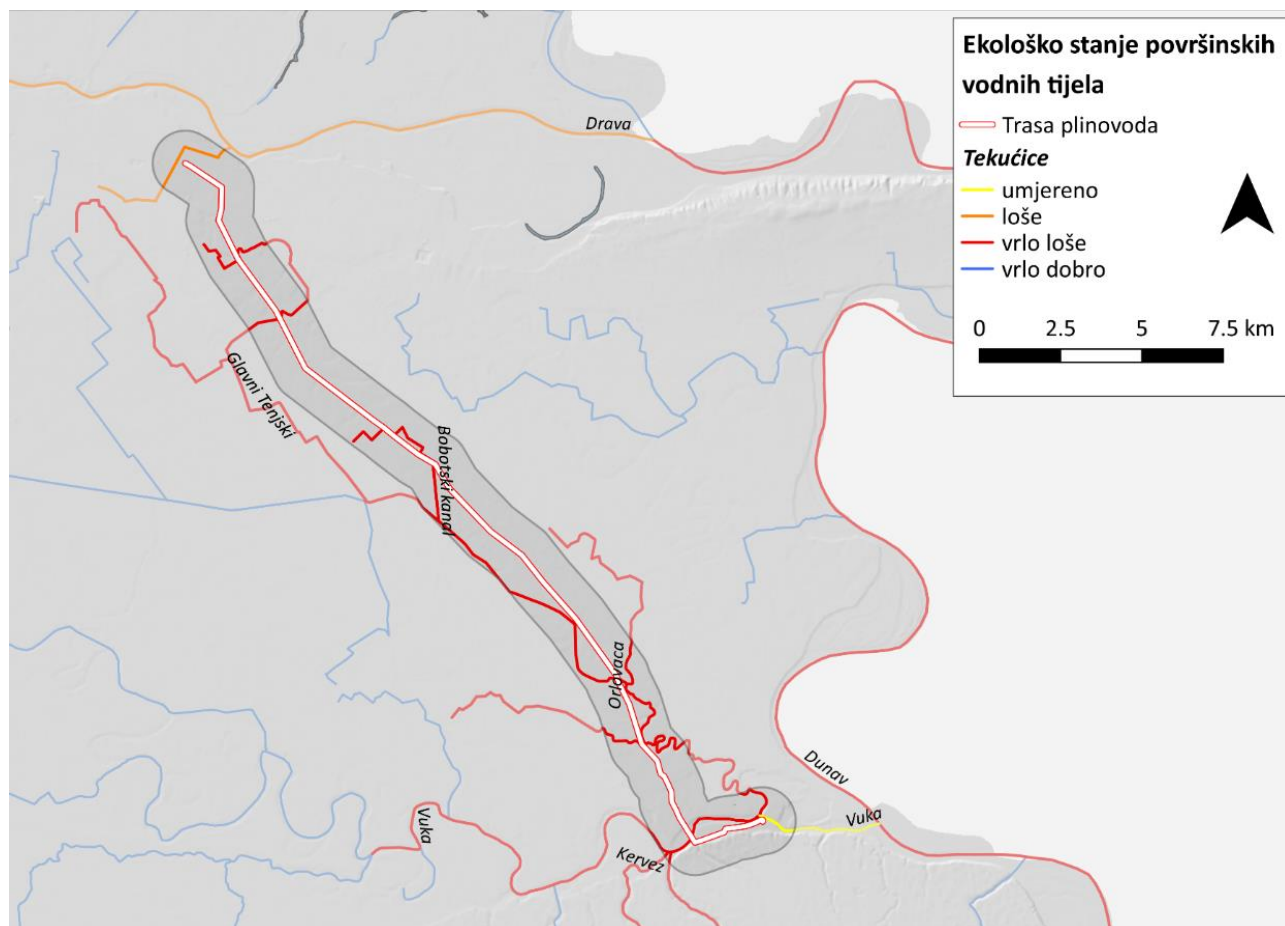 Ekološko stanje površinskih
vodnih tijela
Trasa plinovoda
Tekućice
umjereno
loše
vrlo loše
vrlo dobro
0 2.5 5 7.5 km
Drava
Glavni Tenjski
Bobotski kanal
Orlovaca
Dunav
Vuka
Vuka
Kervez